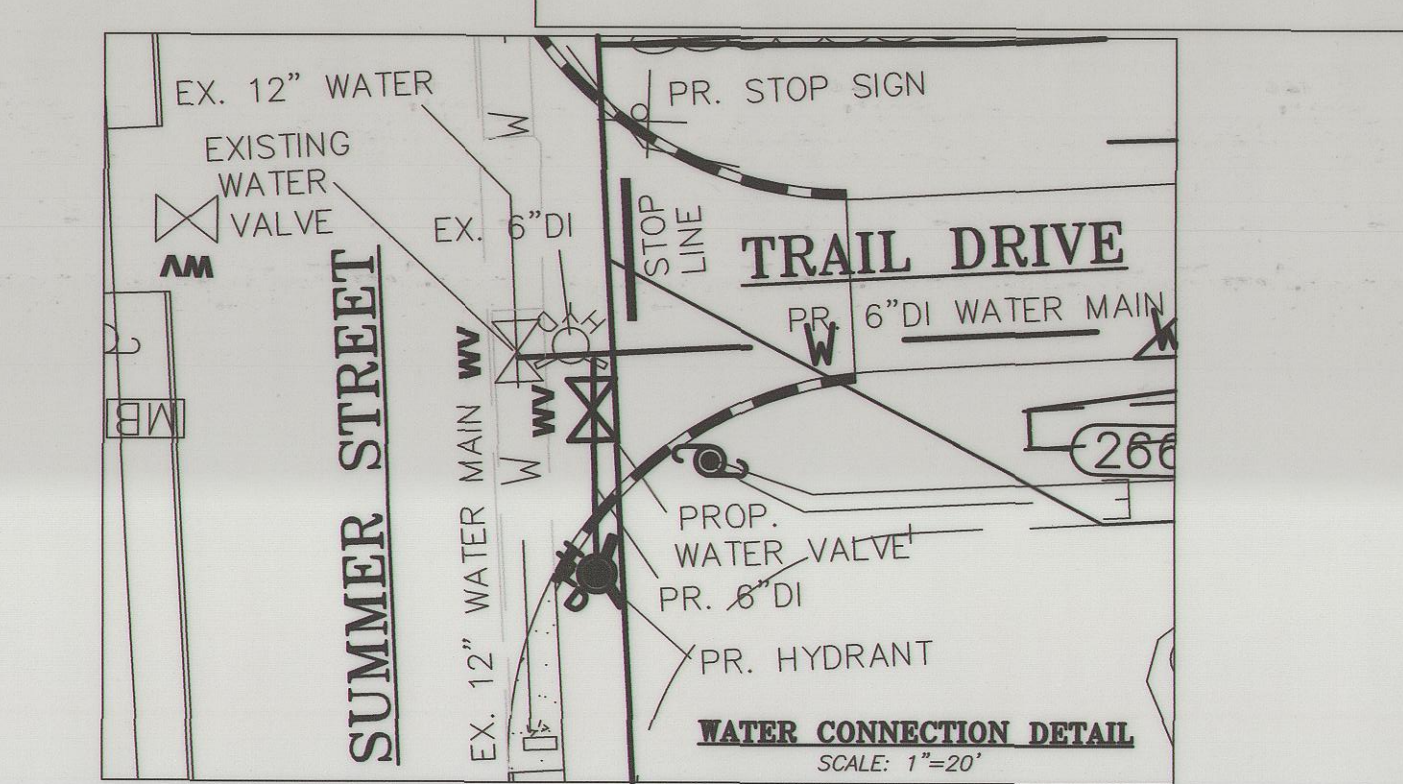 EX. 12" WATER
PR. STOP SIGN
W
EXISTING
WATER
VALVE
WV
EX. 6"DI
STOP
LINE
TRAIL DRIVE
PR. 6"DI WATER MAIN
W
W
SUMMER STREET
WV
HYD
WV
MB
EX. 12" WATER MAIN
W
266
PROP.
WATER VALVE
PR. 6"DI
HYD
PR. HYDRANT
WATER CONNECTION DETAIL
SCALE: 1"=20'